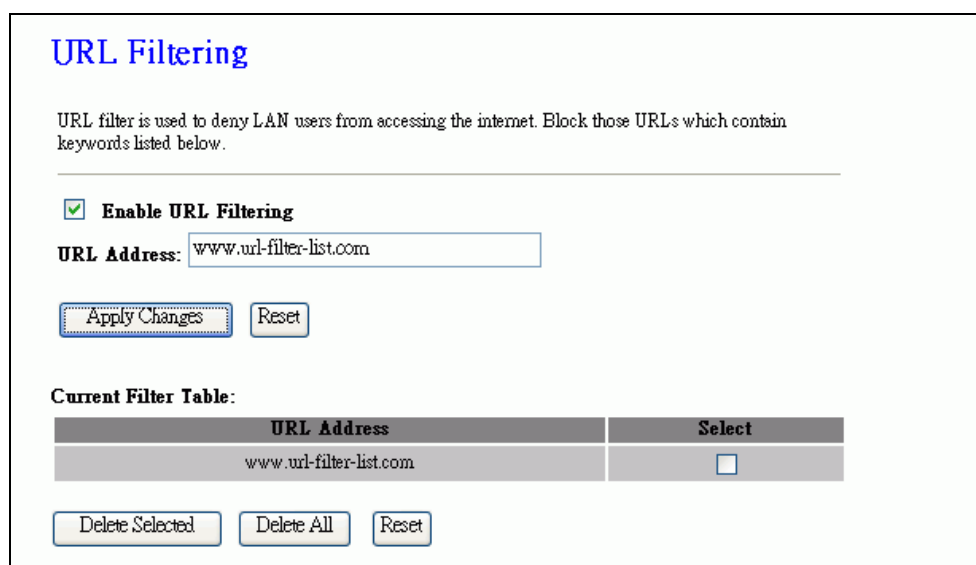 URL Filtering
URL filter is used to deny LAN users from accessing the internet. Block those URLs which contain
keywords listed below.
Enable URL Filtering
URL Address: www.url-filter-list.com
Apply Changes Reset
Current Filter Table:
URL Address Select
www.url-filter-list.com
Delete Selected Delete All Reset